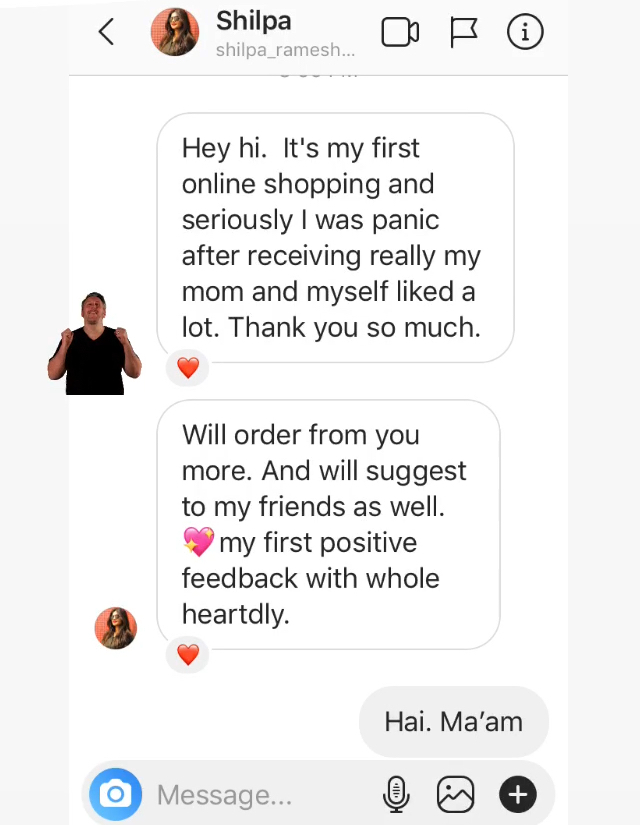 Shilpa
shilpa_ramesh...
Hey hi. It's my first
online shopping and
seriously I was panic
after receiving really my
mom and myself liked a
lot. Thank you so much.
Will order from you
more. And will suggest
to my friends as well.
💖 my first positive
feedback with whole
heartdly.
Hai. Ma’am
Message...